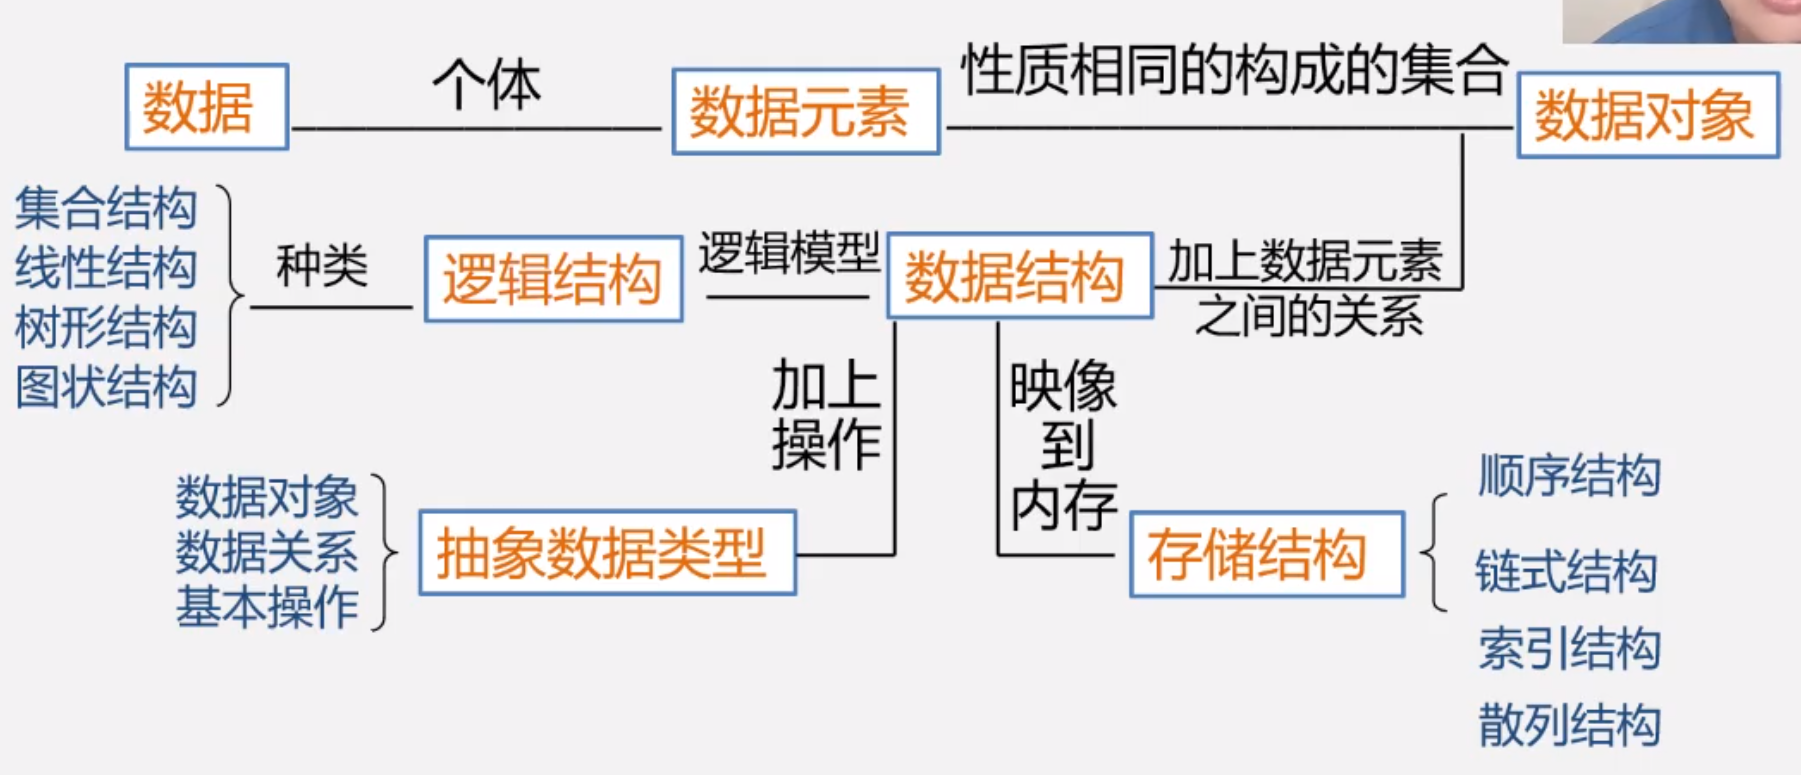 数据
个体
数据元素
性质相同的构成的集合
数据对象
集合结构
线性结构
树形结构
图状结构
种类
逻辑结构
逻辑模型
数据结构
加上数据元素
之间的关系
加上
操作
映像
到
内存
数据对象
数据关系
基本操作
抽象数据类型
存储结构
顺序结构
链式结构
索引结构
散列结构